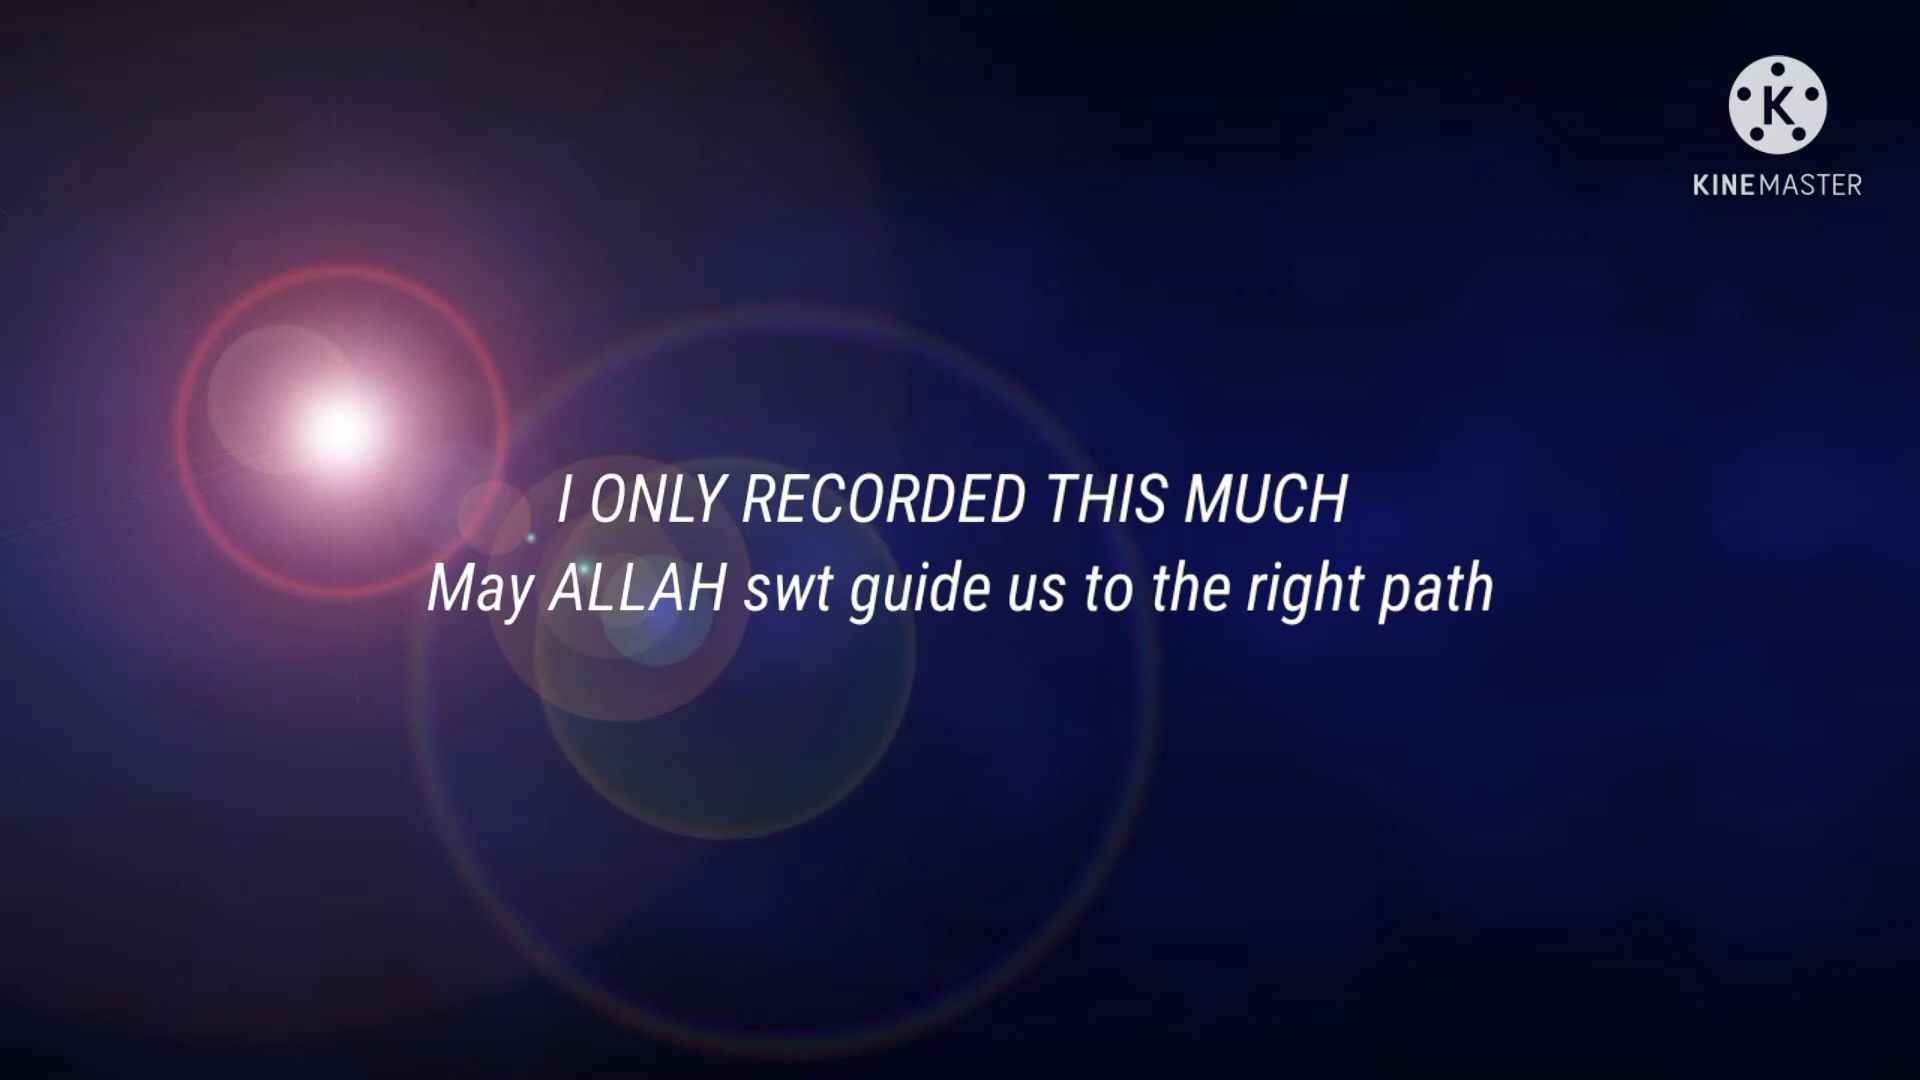 K
KINEMASTER
I ONLY RECORDED THIS MUCH
May ALLAH swt guide us to the right path